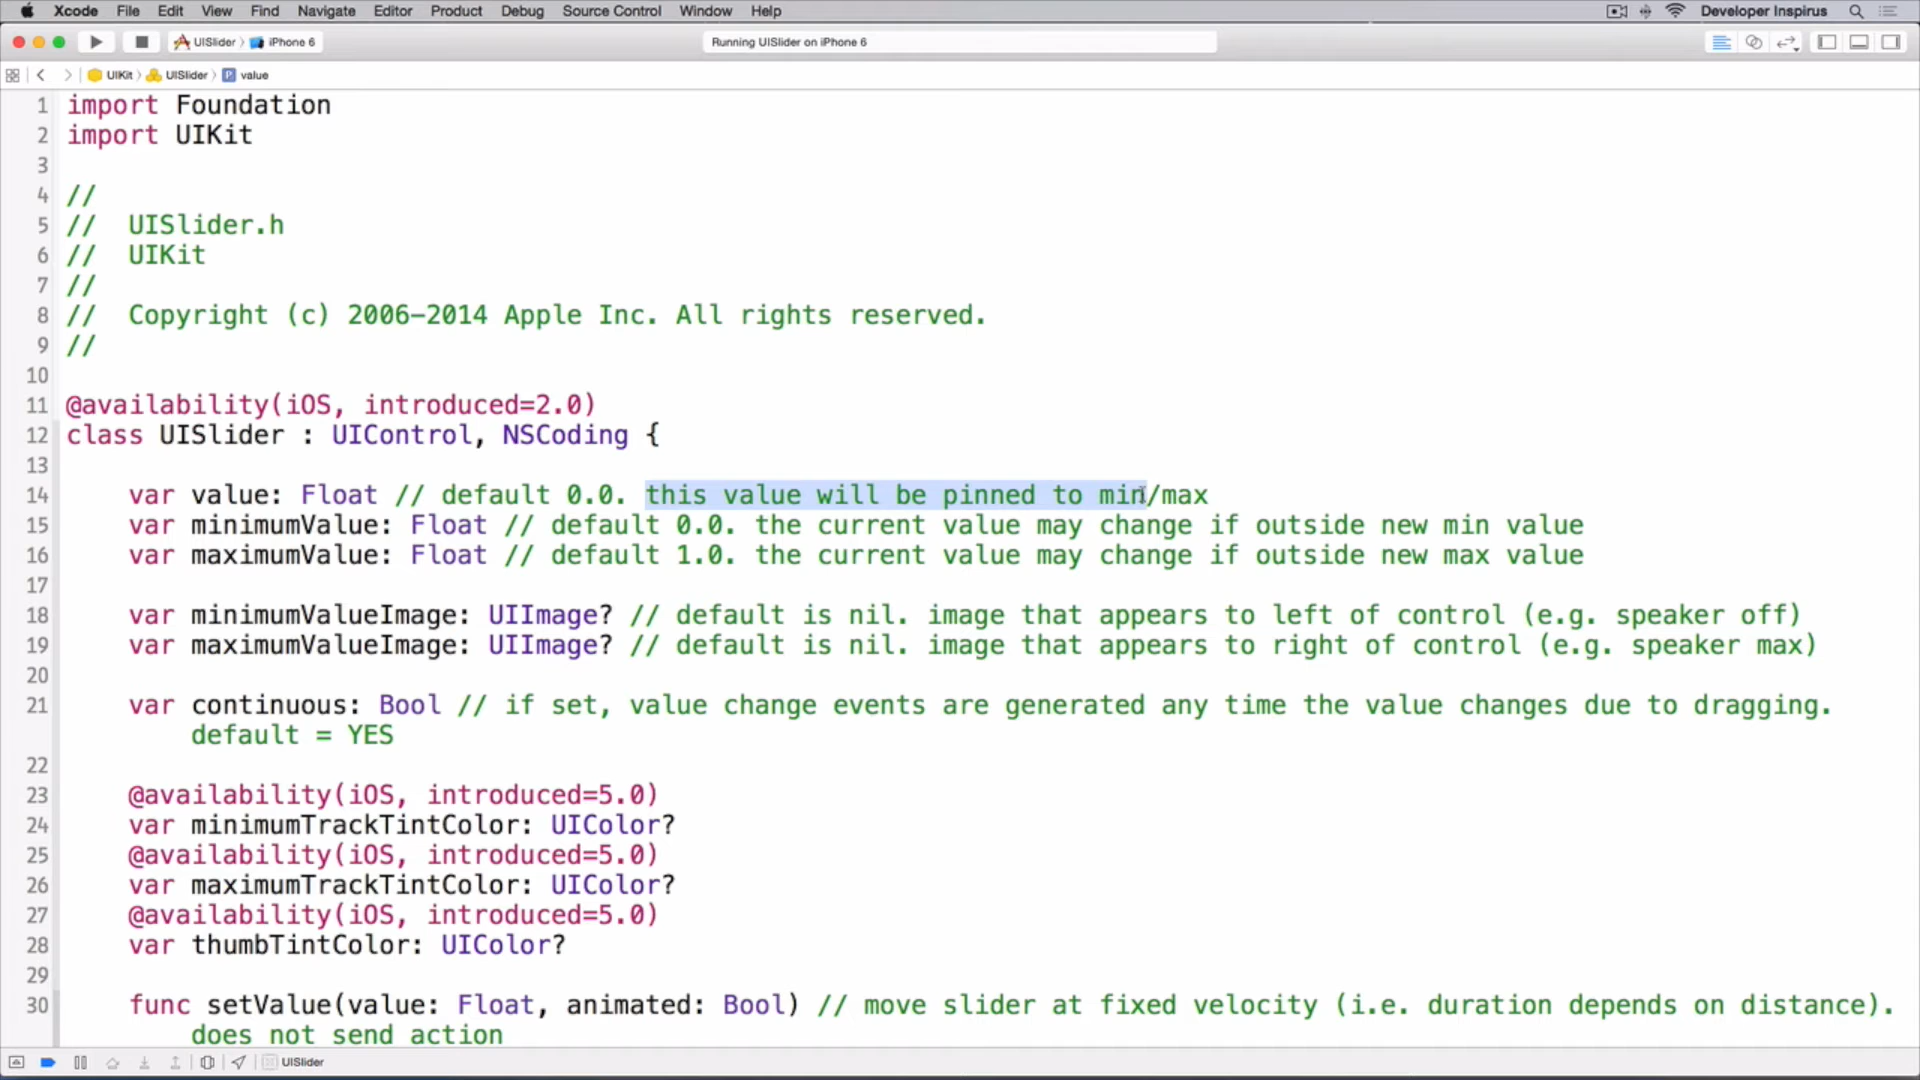 Xcode File Edit View Find Navigate Editor Product Debug Source Control Window Help Developer Inspirus
UISlider iPhone 6 Running UISlider on iPhone 6
UIKit UISlider P value
1 import Foundation
2 import UIKit
3
4 //
5 // UISlider.h
6 // UIKit
7 //
8 // Copyright (c) 2006-2014 Apple Inc. All rights reserved.
9 //
10
11 @availability(iOS, introduced=2.0)
12 class UISlider : UIControl, NSCoding {
13
14 var value: Float // default 0.0. this value will be pinned to min/max
15 var minimumValue: Float // default 0.0. the current value may change if outside new min value
16 var maximumValue: Float // default 1.0. the current value may change if outside new max value
17
18 var minimumValueImage: UIImage? // default is nil. image that appears to left of control (e.g. speaker off)
19 var maximumValueImage: UIImage? // default is nil. image that appears to right of control (e.g. speaker max)
20
21 var continuous: Bool // if set, value change events are generated any time the value changes due to dragging.
default = YES
22
23 @availability(iOS, introduced=5.0)
24 var minimumTrackTintColor: UIColor?
25 @availability(iOS, introduced=5.0)
26 var maximumTrackTintColor: UIColor?
27 @availability(iOS, introduced=5.0)
28 var thumbTintColor: UIColor?
29
30 func setValue(value: Float, animated: Bool) // move slider at fixed velocity (i.e. duration depends on distance).
does not send action
UISlider